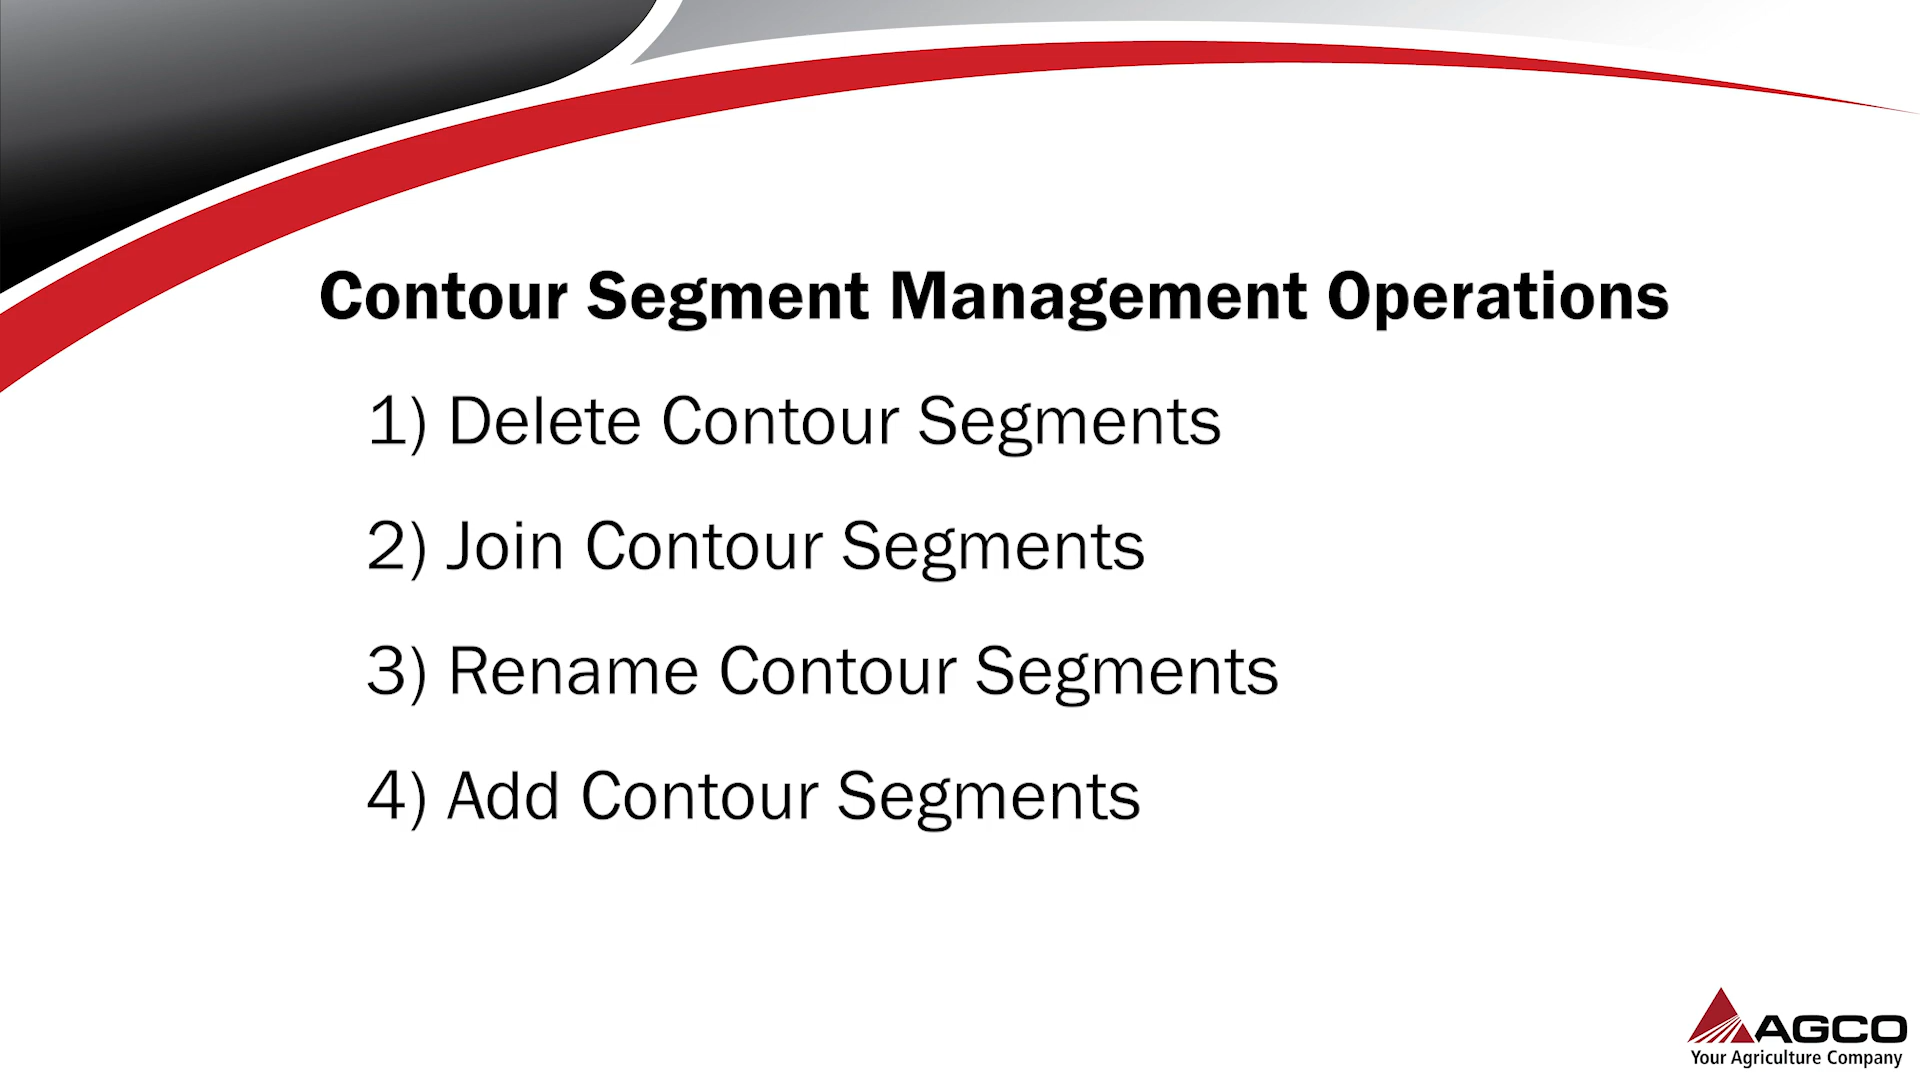 Contour Segment Management Operations
1) Delete Contour Segments
2) Join Contour Segments
3) Rename Contour Segments
4) Add Contour Segments
AGCO
Your Agriculture Company